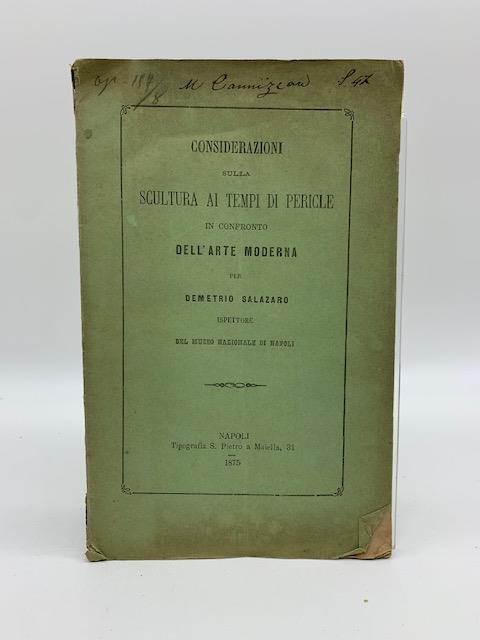 M Cannizzaro
CONSIDERAZIONI
SULLA
SCULTURA AI TEMPI DI PERICLE
IN CONFRONTO
DELL'ARTE MODERNA
PER
DEMETRIO SALAZARO
ISPETTORE
DEL MUSEO NAZIONALE DI NAPOLI
NAPOLI
Tipografia S. Pietro a Maiella, 31
1875